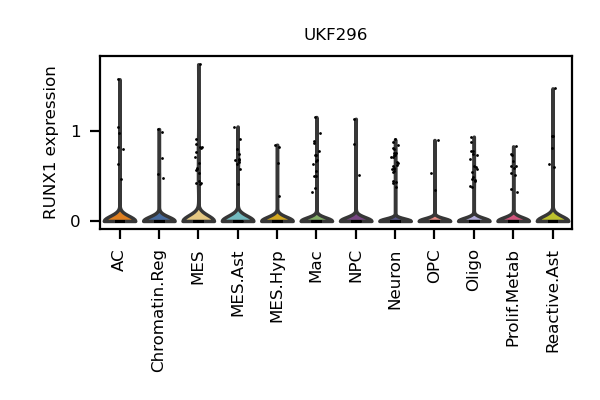 UKF296
RUNX1 expression
1
0
AC
Chromatin.Reg
MES
MES.Ast
MES.Hyp
Mac
NPC
Neuron
OPC
Oligo
Prolif.Metab
Reactive.Ast